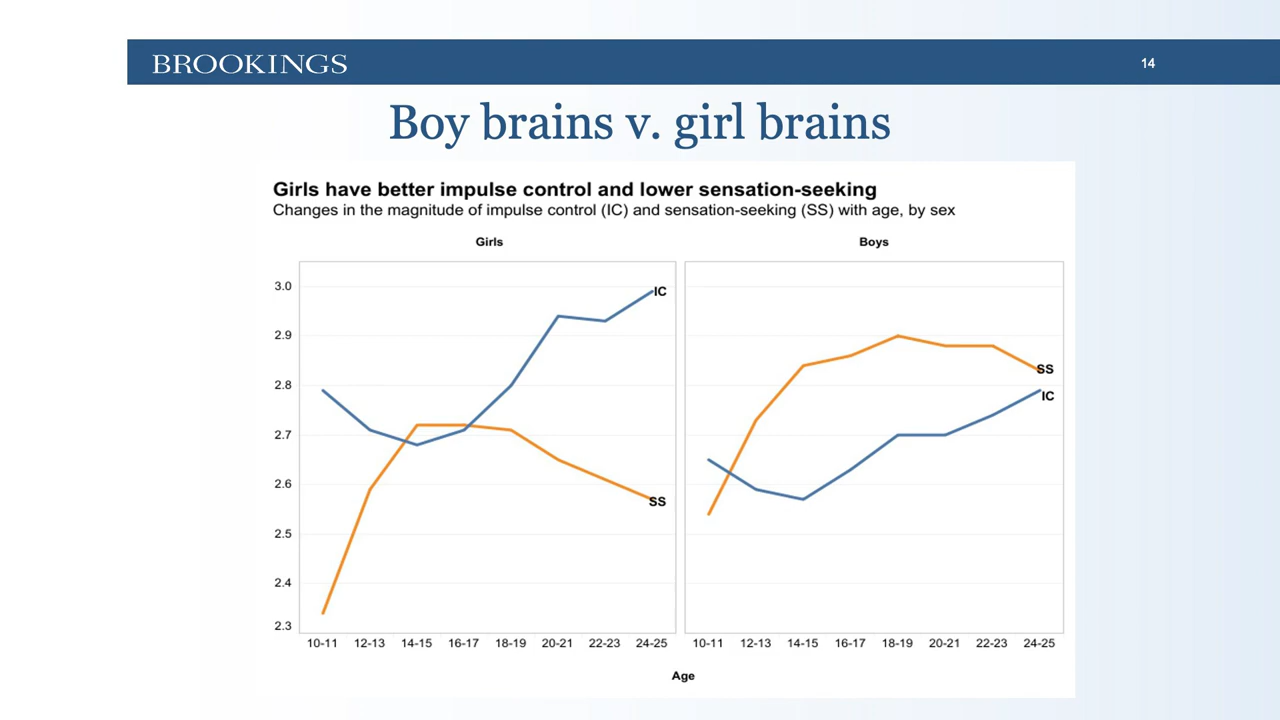 BROOKINGS
14
Boy brains v. girl brains
Girls have better impulse control and lower sensation-seeking
Changes in the magnitude of impulse control (IC) and sensation-seeking (SS) with age, by sex
Girls
Boys
3.0
2.9
2.8
2.7
2.6
2.5
2.4
2.3
IC
SS
SS
IC
10-11 12-13 14-15 16-17 18-19 20-21 22-23 24-25
10-11 12-13 14-15 16-17 18-19 20-21 22-23 24-25
Age